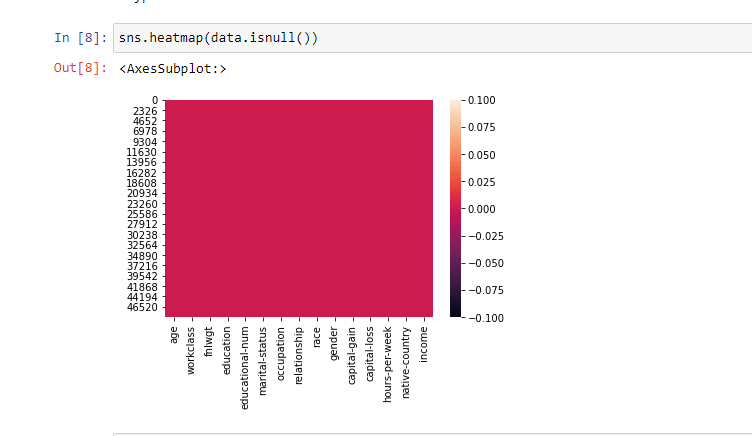 In [8]: sns.heatmap(data.isnull())
Out[8]: <AxesSubplot:>
0
2326
4652
6978
9304
11630
13956
16282
18608
20934
23260
25586
27912
30238
32564
34890
37216
39542
41868
44194
46520
0.100
0.075
0.050
0.025
0.000
−0.025
−0.050
−0.075
−0.100
age
workclass
fnlwgt
education
educational-num
marital-status
occupation
relationship
race
gender
capital-gain
capital-loss
hours-per-week
native-country
income